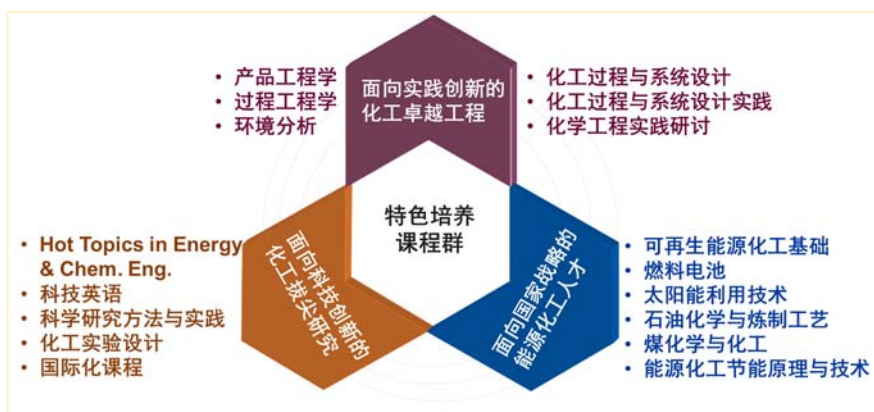 面向实践创新的
化工卓越工程
• 产品工程学
• 过程工程学
• 环境分析
• 化工过程与系统设计
• 化工过程与系统设计实践
• 化学工程实践研讨
特色培养
课程群
面向科技创新的
化工拔尖研究
• Hot Topics in Energy
& Chem. Eng.
• 科技英语
• 科学研究方法与实践
• 化工实验设计
• 国际化课程
面向国家战略的
能源化工人才
• 可再生能源化工基础
• 燃料电池
• 太阳能利用技术
• 石油化学与炼制工艺
• 煤化学与化工
• 能源化工节能原理与技术